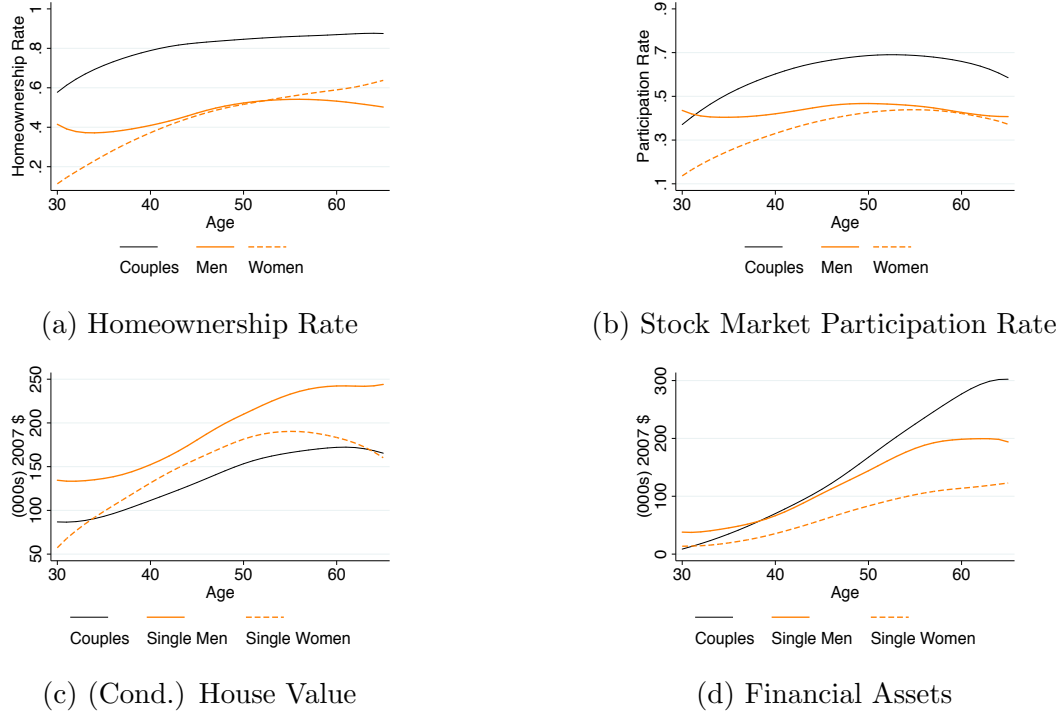 Homeownership Rate
1
.8
.6
.4
.2
30 40 50 60
Age
Couples Men Women
(a) Homeownership Rate
Participation Rate
.9
.7
.5
.3
.1
30 40 50 60
Age
Couples Men Women
(b) Stock Market Participation Rate
(000s) 2007 $
250
200
150
100
50
30 40 50 60
Age
Couples Single Men Single Women
(c) (Cond.) House Value
(000s) 2007 $
300
200
100
0
30 40 50 60
Age
Couples Single Men Single Women
(d) Financial Assets